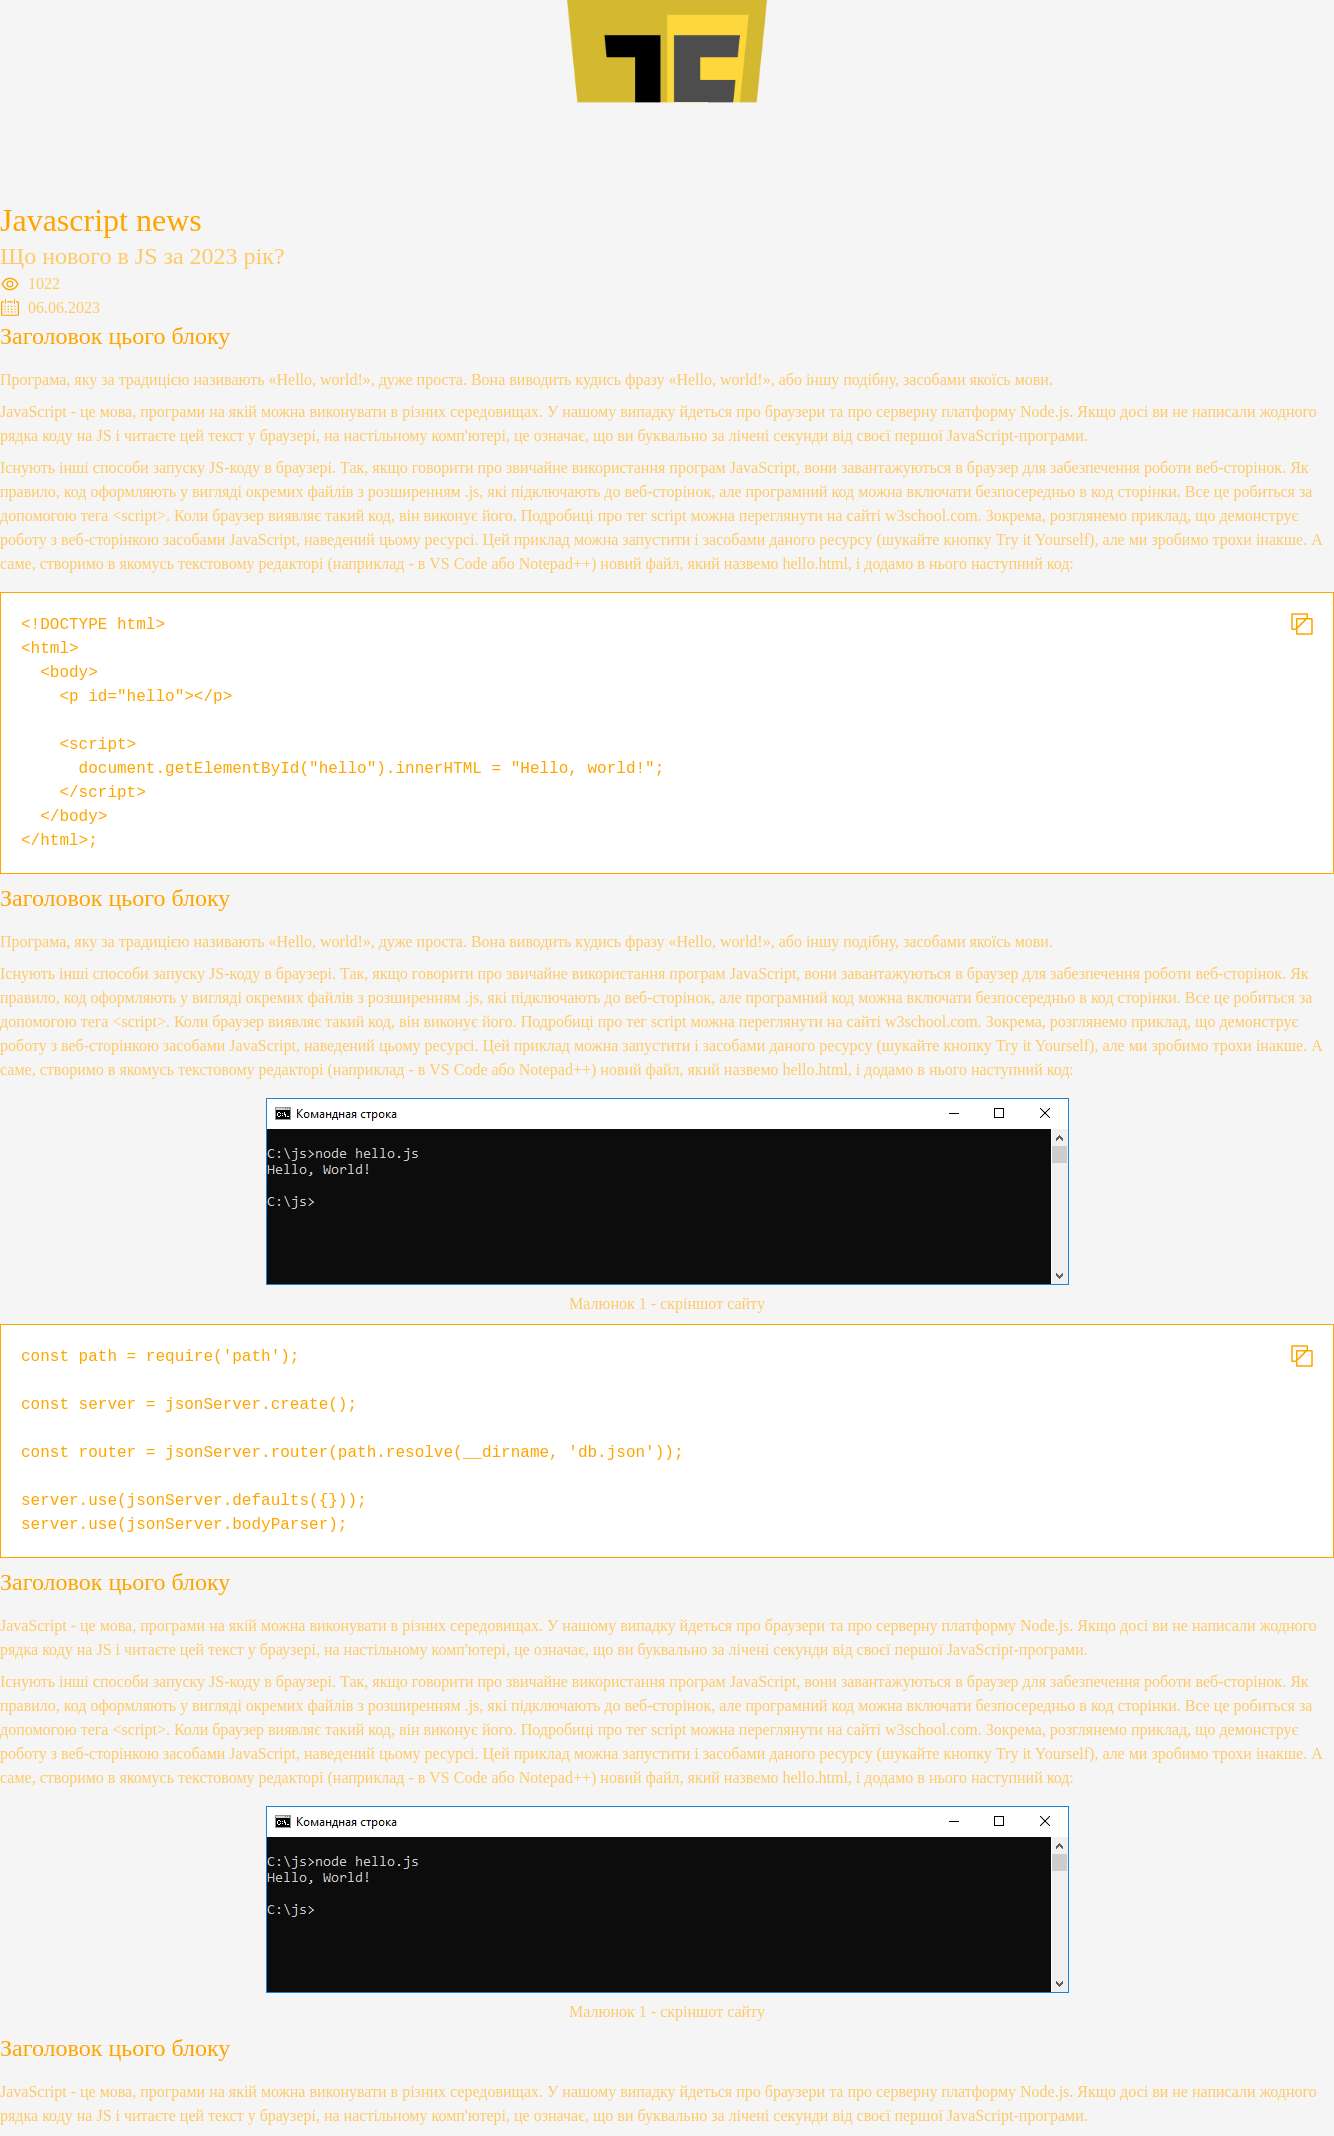 JS
Javascript news
Що нового в JS за 2023 рік?
1022
06.06.2023
Заголовок цього блоку
Програма, яку за традицією називають «Hello, world!», дуже проста. Вона виводить кудись фразу «Hello, world!», або іншу подібну, засобами якоїсь мови.
JavaScript - це мова, програми на якій можна виконувати в різних середовищах. У нашому випадку йдеться про браузери та про серверну платформу Node.js. Якщо досі ви не написали жодного
рядка коду на JS і читаєте цей текст у браузері, на настільному комп'ютері, це означає, що ви буквально за лічені секунди від своєї першої JavaScript-програми.
Існують інші способи запуску JS-коду в браузері. Так, якщо говорити про звичайне використання програм JavaScript, вони завантажуються в браузер для забезпечення роботи веб-сторінок. Як
правило, код оформляють у вигляді окремих файлів з розширенням .js, які підключають до веб-сторінок, але програмний код можна включати безпосередньо в код сторінки. Все це робиться за
допомогою тега <script>. Коли браузер виявляє такий код, він виконує його. Подробиці про тег script можна переглянути на сайті w3school.com. Зокрема, розглянемо приклад, що демонструє
роботу з веб-сторінкою засобами JavaScript, наведений цьому ресурсі. Цей приклад можна запустити і засобами даного ресурсу (шукайте кнопку Try it Yourself), але ми зробимо трохи інакше. А
саме, створимо в якомусь текстовому редакторі (наприклад - в VS Code або Notepad++) новий файл, який назвемо hello.html, і додамо в нього наступний код:
<!DOCTYPE html>
<html>
  <body>
    <p id="hello"></p>
    <script>
      document.getElementById("hello").innerHTML = "Hello, world!";
    </script>
  </body>
</html>;
Заголовок цього блоку
Програма, яку за традицією називають «Hello, world!», дуже проста. Вона виводить кудись фразу «Hello, world!», або іншу подібну, засобами якоїсь мови.
Існують інші способи запуску JS-коду в браузері. Так, якщо говорити про звичайне використання програм JavaScript, вони завантажуються в браузер для забезпечення роботи веб-сторінок. Як
правило, код оформляють у вигляді окремих файлів з розширенням .js, які підключають до веб-сторінок, але програмний код можна включати безпосередньо в код сторінки. Все це робиться за
допомогою тега <script>. Коли браузер виявляє такий код, він виконує його. Подробиці про тег script можна переглянути на сайті w3school.com. Зокрема, розглянемо приклад, що демонструє
роботу з веб-сторінкою засобами JavaScript, наведений цьому ресурсі. Цей приклад можна запустити і засобами даного ресурсу (шукайте кнопку Try it Yourself), але ми зробимо трохи інакше. А
саме, створимо в якомусь текстовому редакторі (наприклад - в VS Code або Notepad++) новий файл, який назвемо hello.html, і додамо в нього наступний код:
Командная строка
C:\js>node hello.js
Hello, World!
C:\js>
Малюнок 1 - скріншот сайту
const path = require('path');
const server = jsonServer.create();
const router = jsonServer.router(path.resolve(__dirname, 'db.json'));
server.use(jsonServer.defaults({}));
server.use(jsonServer.bodyParser);
Заголовок цього блоку
JavaScript - це мова, програми на якій можна виконувати в різних середовищах. У нашому випадку йдеться про браузери та про серверну платформу Node.js. Якщо досі ви не написали жодного
рядка коду на JS і читаєте цей текст у браузері, на настільному комп'ютері, це означає, що ви буквально за лічені секунди від своєї першої JavaScript-програми.
Існують інші способи запуску JS-коду в браузері. Так, якщо говорити про звичайне використання програм JavaScript, вони завантажуються в браузер для забезпечення роботи веб-сторінок. Як
правило, код оформляють у вигляді окремих файлів з розширенням .js, які підключають до веб-сторінок, але програмний код можна включати безпосередньо в код сторінки. Все це робиться за
допомогою тега <script>. Коли браузер виявляє такий код, він виконує його. Подробиці про тег script можна переглянути на сайті w3school.com. Зокрема, розглянемо приклад, що демонструє
роботу з веб-сторінкою засобами JavaScript, наведений цьому ресурсі. Цей приклад можна запустити і засобами даного ресурсу (шукайте кнопку Try it Yourself), але ми зробимо трохи інакше. А
саме, створимо в якомусь текстовому редакторі (наприклад - в VS Code або Notepad++) новий файл, який назвемо hello.html, і додамо в нього наступний код:
Командная строка
C:\js>node hello.js
Hello, World!
C:\js>
Малюнок 1 - скріншот сайту
Заголовок цього блоку
JavaScript - це мова, програми на якій можна виконувати в різних середовищах. У нашому випадку йдеться про браузери та про серверну платформу Node.js. Якщо досі ви не написали жодного
рядка коду на JS і читаєте цей текст у браузері, на настільному комп'ютері, це означає, що ви буквально за лічені секунди від своєї першої JavaScript-програми.